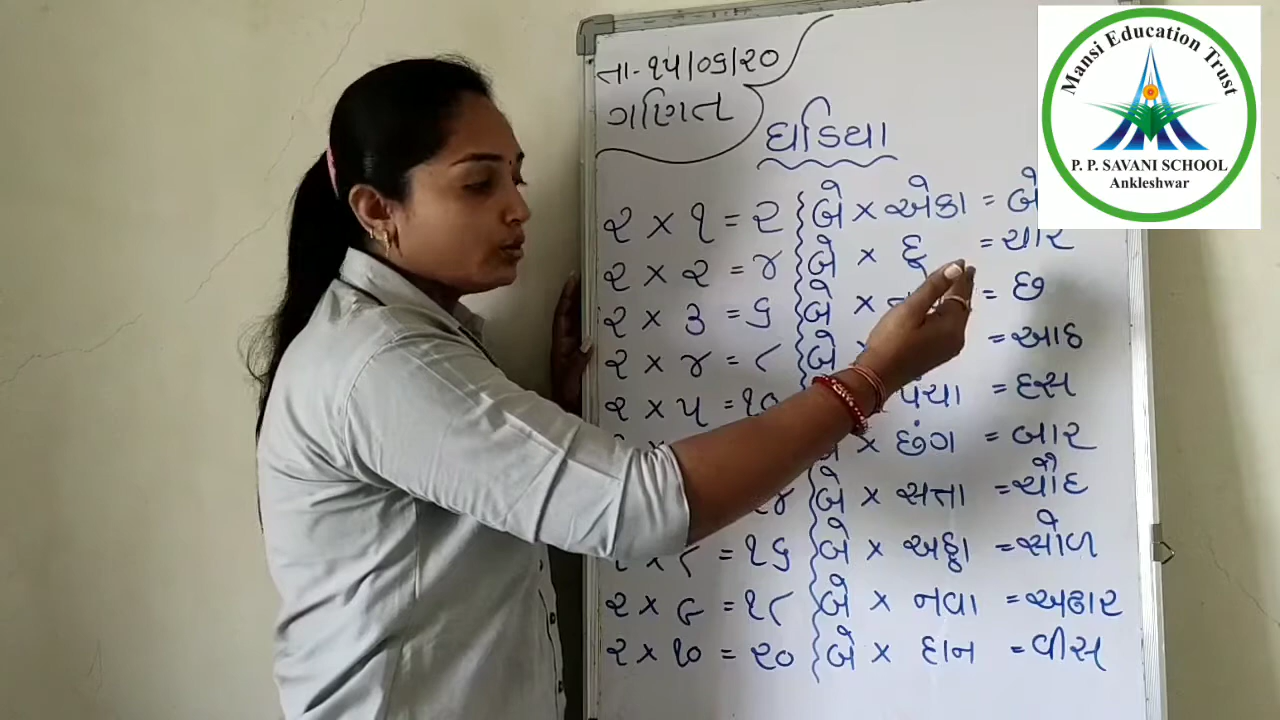 તા-૧૫/૦૬/૨૦
ગણિત
ઘડિયા
Mansi Education Trust
P. P. SAVANI SCHOOL
Ankleshwar
૨ × ૧ = ૨ બે × એકા = બે
૨ × ૨ = ૪ બે × દુ = ચાર
૨ × ૩ = ૬ બે × = છ
૨ × ૪ = ૮ બે = આઠ
૨ × ૫ = ૧૦ પંચા = દસ
× છંગ = બાર
૧૪ બે × સત્તા = ચૌદ
× ૮ = ૧૬ બે × અઠ્ઠા = સોળ
૨ × ૯ = ૧૮ બે × નવા = અઢાર
૨ × ૧૦ = ૨૦ બે × દાન = વીસ